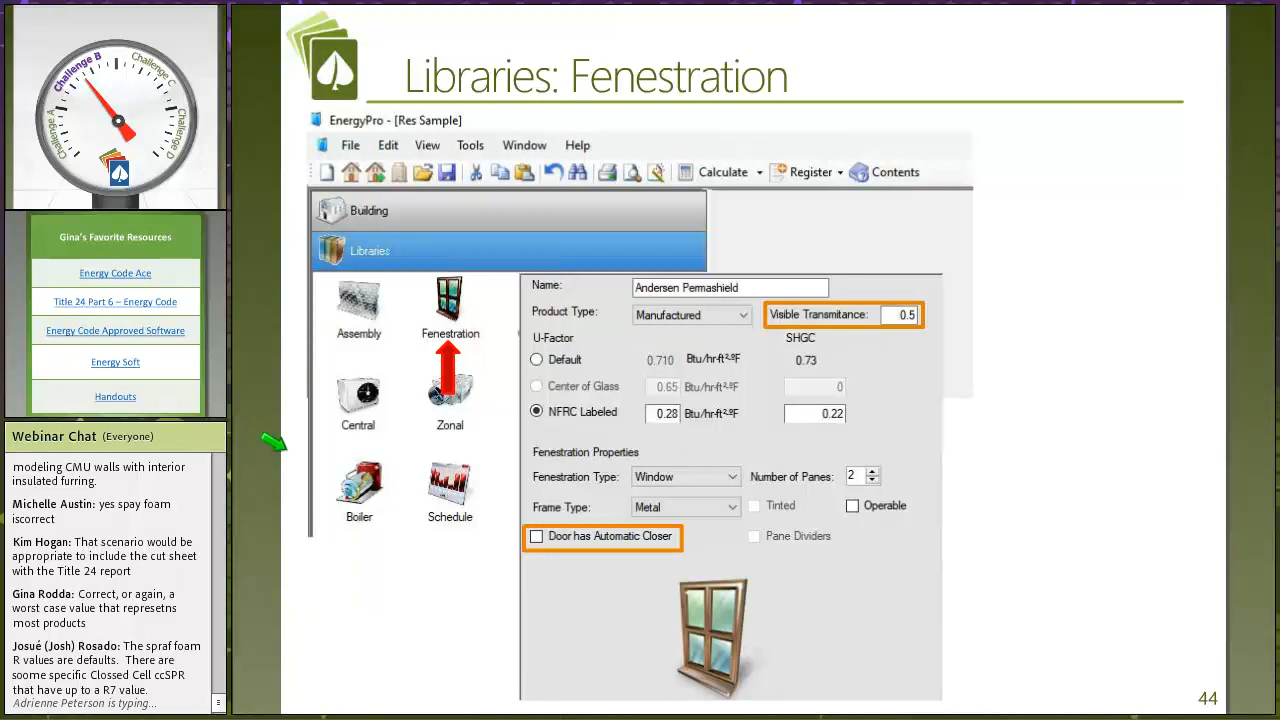 Challenge A
Challenge B
Challenge C
Challenge D
Gina's Favorite Resources
Energy Code Ace
Title 24 Part 6 – Energy Code
Energy Code Approved Software
Energy Soft
Handouts
Webinar Chat (Everyone)
modeling CMU walls with interior
insulated furring.
Michelle Austin: yes spay foam
iscorrect
Kim Hogan: That scenario would be
appropriate to include the cut sheet
with the Title 24 report
Gina Rodda: Correct, or again, a
worst case value that represetns
most products
Josué (Josh) Rosado: The spraf foam
R values are defaults. There are
soome specific Clossed Cell ccSPR
that have up to a R7 value.
Adrienne Peterson is typing...
Libraries: Fenestration
EnergyPro - [Res Sample]
File Edit View Tools Window Help
Calculate Register Contents
Building
Libraries
Assembly Fenestration
Central Zonal
Boiler Schedule
Name: Andersen Permashield
Product Type: Manufactured Visible Transmitance: 0.5
U-Factor SHGC
Default 0.710 Btu/hr-ft²-ºF 0.73
Center of Glass 0.65 Btu/hr-ft²-ºF 0
NFRC Labeled 0.28 Btu/hr-ft²-ºF 0.22
Fenestration Properties
Fenestration Type: Window Number of Panes: 2
Frame Type: Metal Tinted Operable
Door has Automatic Closer Pane Dividers
44